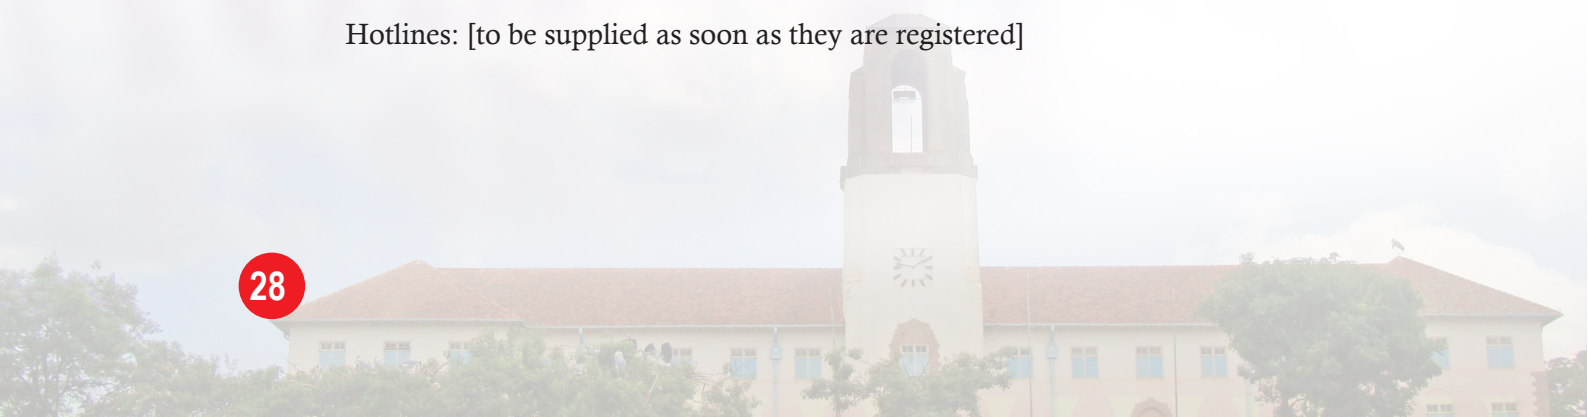 Hotlines: [to be supplied as soon as they are registered]
28